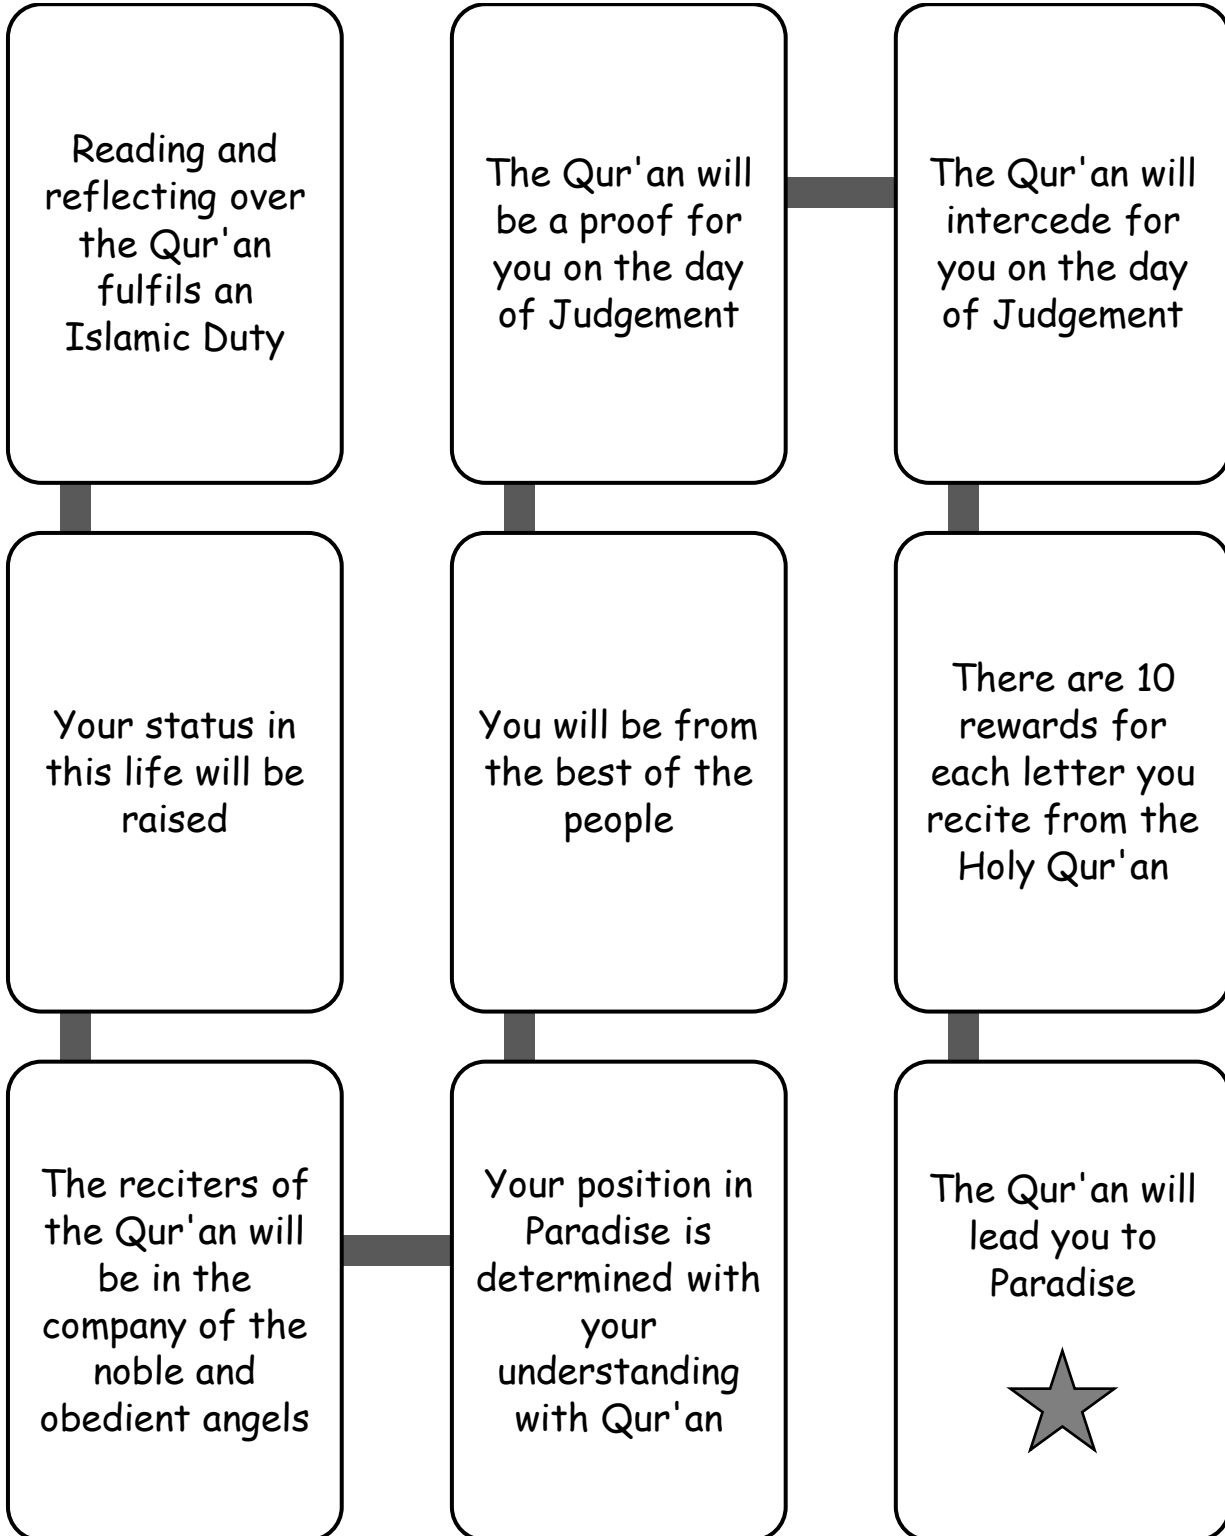 Reading and
reflecting over
the Qur'an
fulfils an
Islamic Duty
The Qur'an will
be a proof for
you on the day
of Judgement
The Qur'an will
intercede for
you on the day
of Judgement
Your status in
this life will be
raised
You will be from
the best of the
people
There are 10
rewards for
each letter you
recite from the
Holy Qur'an
The reciters of
the Qur'an will
be in the
company of the
noble and
obedient angels
Your position in
Paradise is
determined with
your
understanding
with Qur'an
The Qur'an will
lead you to
Paradise